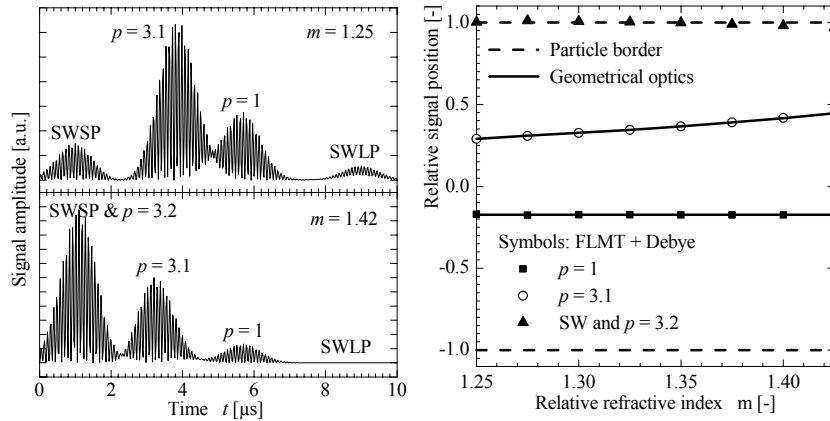 Signal amplitude [a.u.]
p = 3.1
m = 1.25
p = 1
SWSP
SWLP
SWSP & p = 3.2
m = 1.42
p = 3.1
p = 1
SWLP
0 2 4 6 8 10
Time t [µs]
Relative signal position [-]
1.0
0.5
0.0
-0.5
-1.0
Particle border
Geometrical optics
Symbols: FLMT + Debye
p = 1
p = 3.1
SW and p = 3.2
1.25 1.30 1.35 1.40
Relative refractive index m [-]